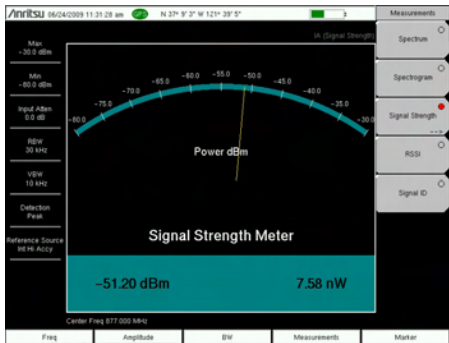 Anritsu 06/24/2009 11:31:28 am GPS N 37° 9' 3" W 121° 39' 5"
Measurements
IA (Signal Strength)
Max
-30.0 dBm
Min
-80.0 dBm
Input Atten
0.0 dB
RBW
30 kHz
VBW
10 kHz
Detection
Peak
Reference Source
Int Hi Accy
-80.0 -75.0 -70.0 -65.0 -60.0 -55.0 -50.0 -45.0 -40.0 -35.0 -30.0
Power dBm
Signal Strength Meter
-51.20 dBm 7.58 nW
Center Freq 877.000 MHz
Spectrum
Spectrogram
Signal Strength
-->
RSSI
Signal ID
Freq Amplitude BW Measurements Marker